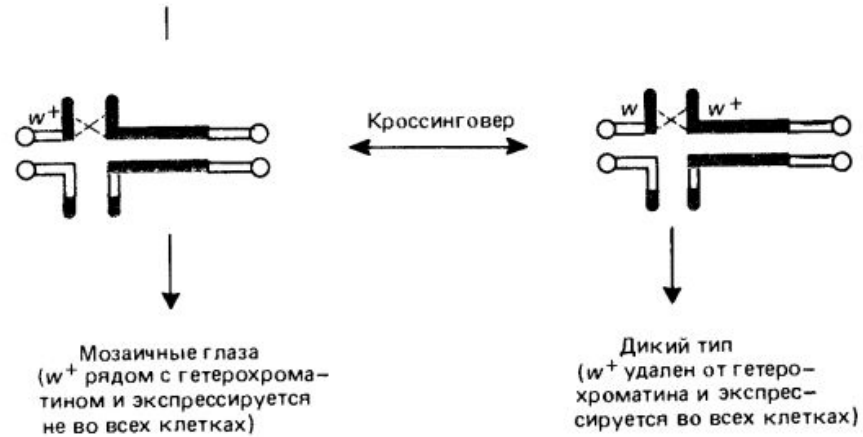 w⁺
Кроссинговер
w w⁺
Мозаичные глаза
(w⁺ рядом с гетерохрома–
тином и экспрессируется
не во всех клетках)
Дикий тип
(w⁺ удален от гетеро–
хроматина и экспрес–
сируется во всех клетках)